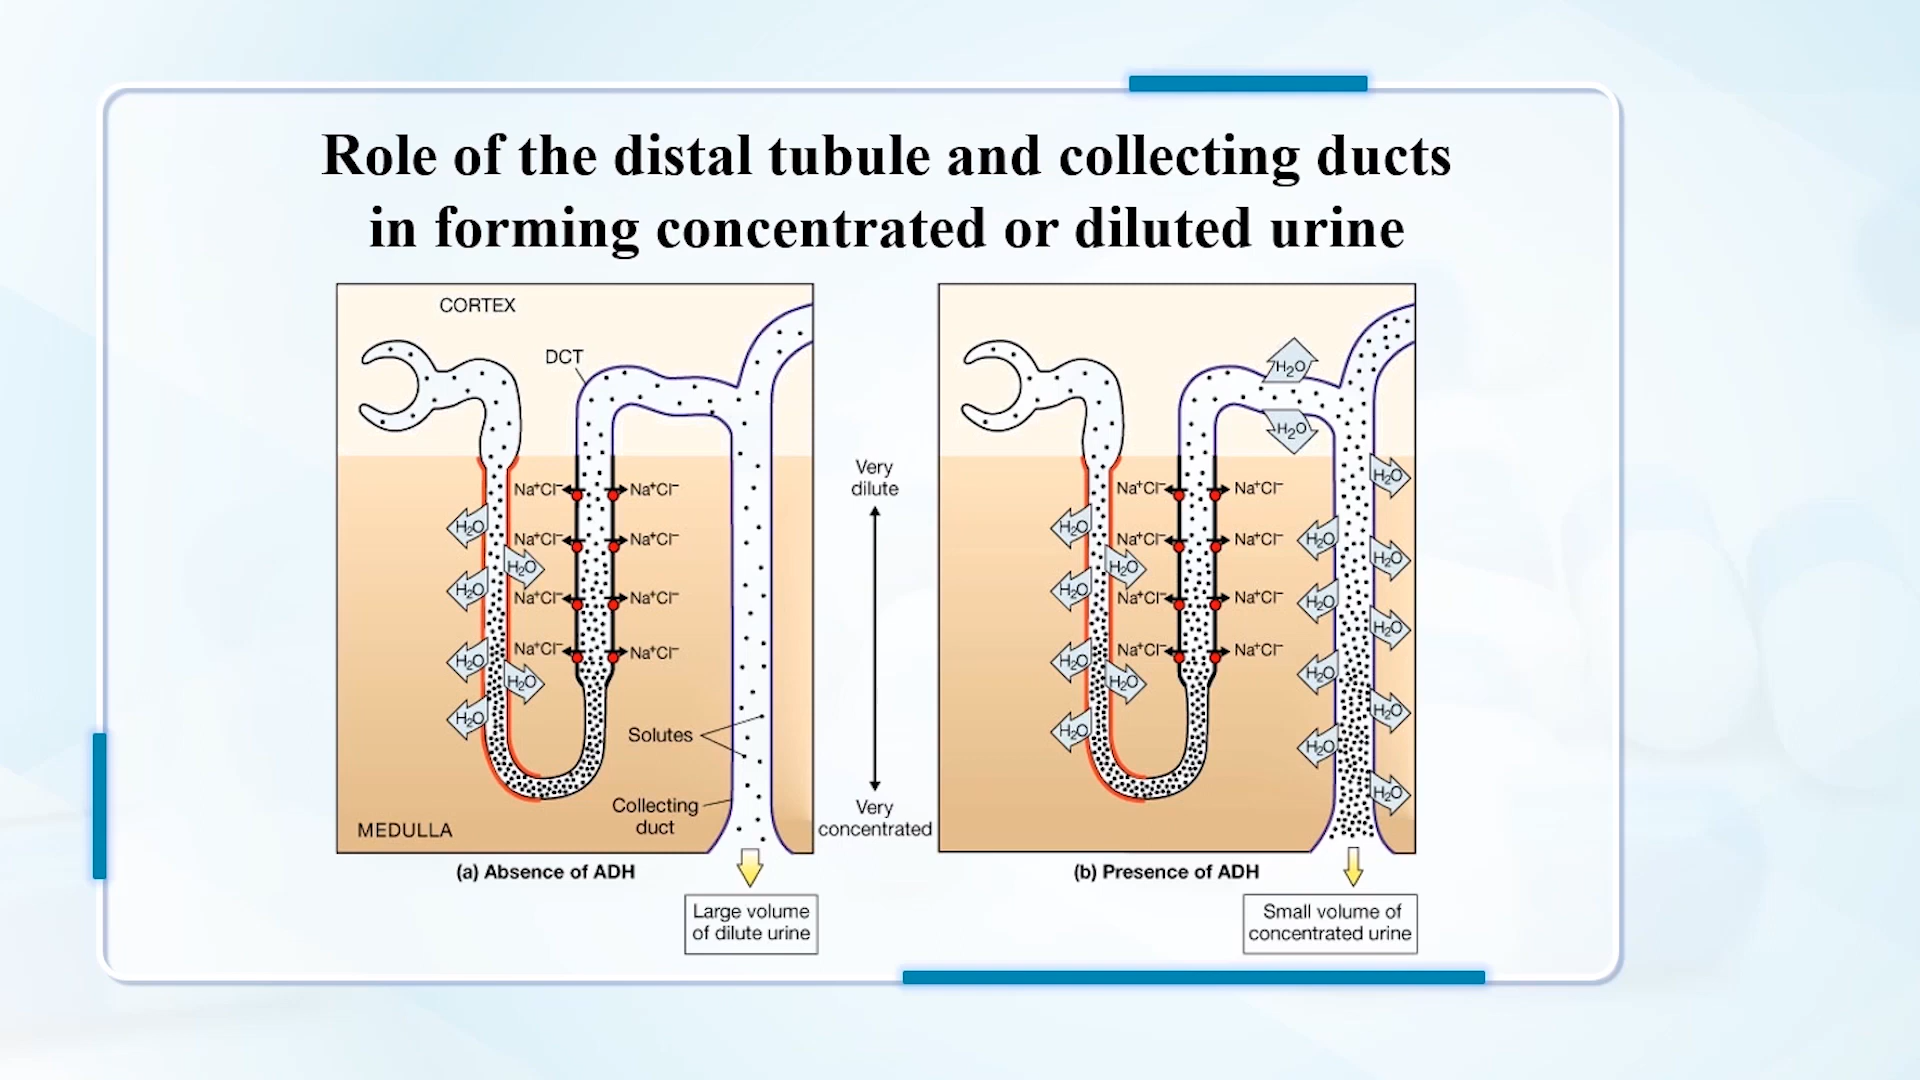 Role of the distal tubule and collecting ducts
in forming concentrated or diluted urine
CORTEX
DCT
Na⁺Cl⁻
Na⁺Cl⁻
H₂O
Na⁺Cl⁻
Na⁺Cl⁻
H₂O
H₂O
Na⁺Cl⁻
Na⁺Cl⁻
H₂O
Na⁺Cl⁻
Na⁺Cl⁻
H₂O
H₂O
Solutes
Collecting
duct
MEDULLA
(a) Absence of ADH
Large volume
of dilute urine
Very
dilute
Very
concentrated
H₂O
H₂O
H₂O
Na⁺Cl⁻
Na⁺Cl⁻
H₂O
Na⁺Cl⁻
Na⁺Cl⁻
H₂O
H₂O
H₂O
H₂O
Na⁺Cl⁻
Na⁺Cl⁻
H₂O
H₂O
Na⁺Cl⁻
Na⁺Cl⁻
H₂O
H₂O
H₂O
H₂O
H₂O
H₂O
H₂O
(b) Presence of ADH
Small volume of
concentrated urine